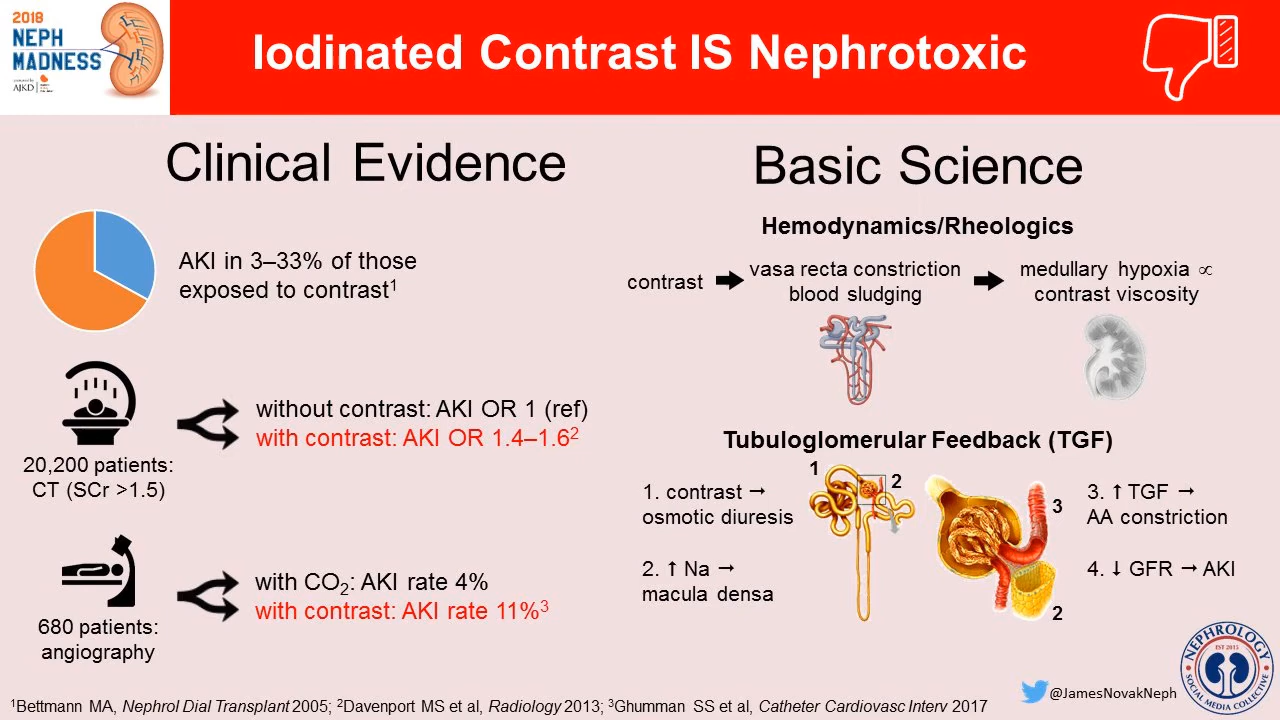 2018
NEPH
MADNESS
AJKD
Iodinated Contrast IS Nephrotoxic
Clinical Evidence
AKI in 3–33% of those
exposed to contrast1
20,200 patients:
CT (SCr >1.5)
without contrast: AKI OR 1 (ref)
with contrast: AKI OR 1.4–1.62
680 patients:
angiography
with CO2: AKI rate 4%
with contrast: AKI rate 11%3
Basic Science
Hemodynamics/Rheologics
contrast
vasa recta constriction
blood sludging
medullary hypoxia ∝
contrast viscosity
Tubuloglomerular Feedback (TGF)
1. contrast →
osmotic diuresis
2. ↑ Na →
macula densa
1
2
3
2
3. ↑ TGF →
AA constriction
4. ↓ GFR → AKI
@JamesNovakNeph
NEPHROLOGY
EST 2015
SOCIAL MEDIA COLLECTIVE
1Bettmann MA, Nephrol Dial Transplant 2005; 2Davenport MS et al, Radiology 2013; 3Ghumman SS et al, Catheter Cardiovasc Interv 2017